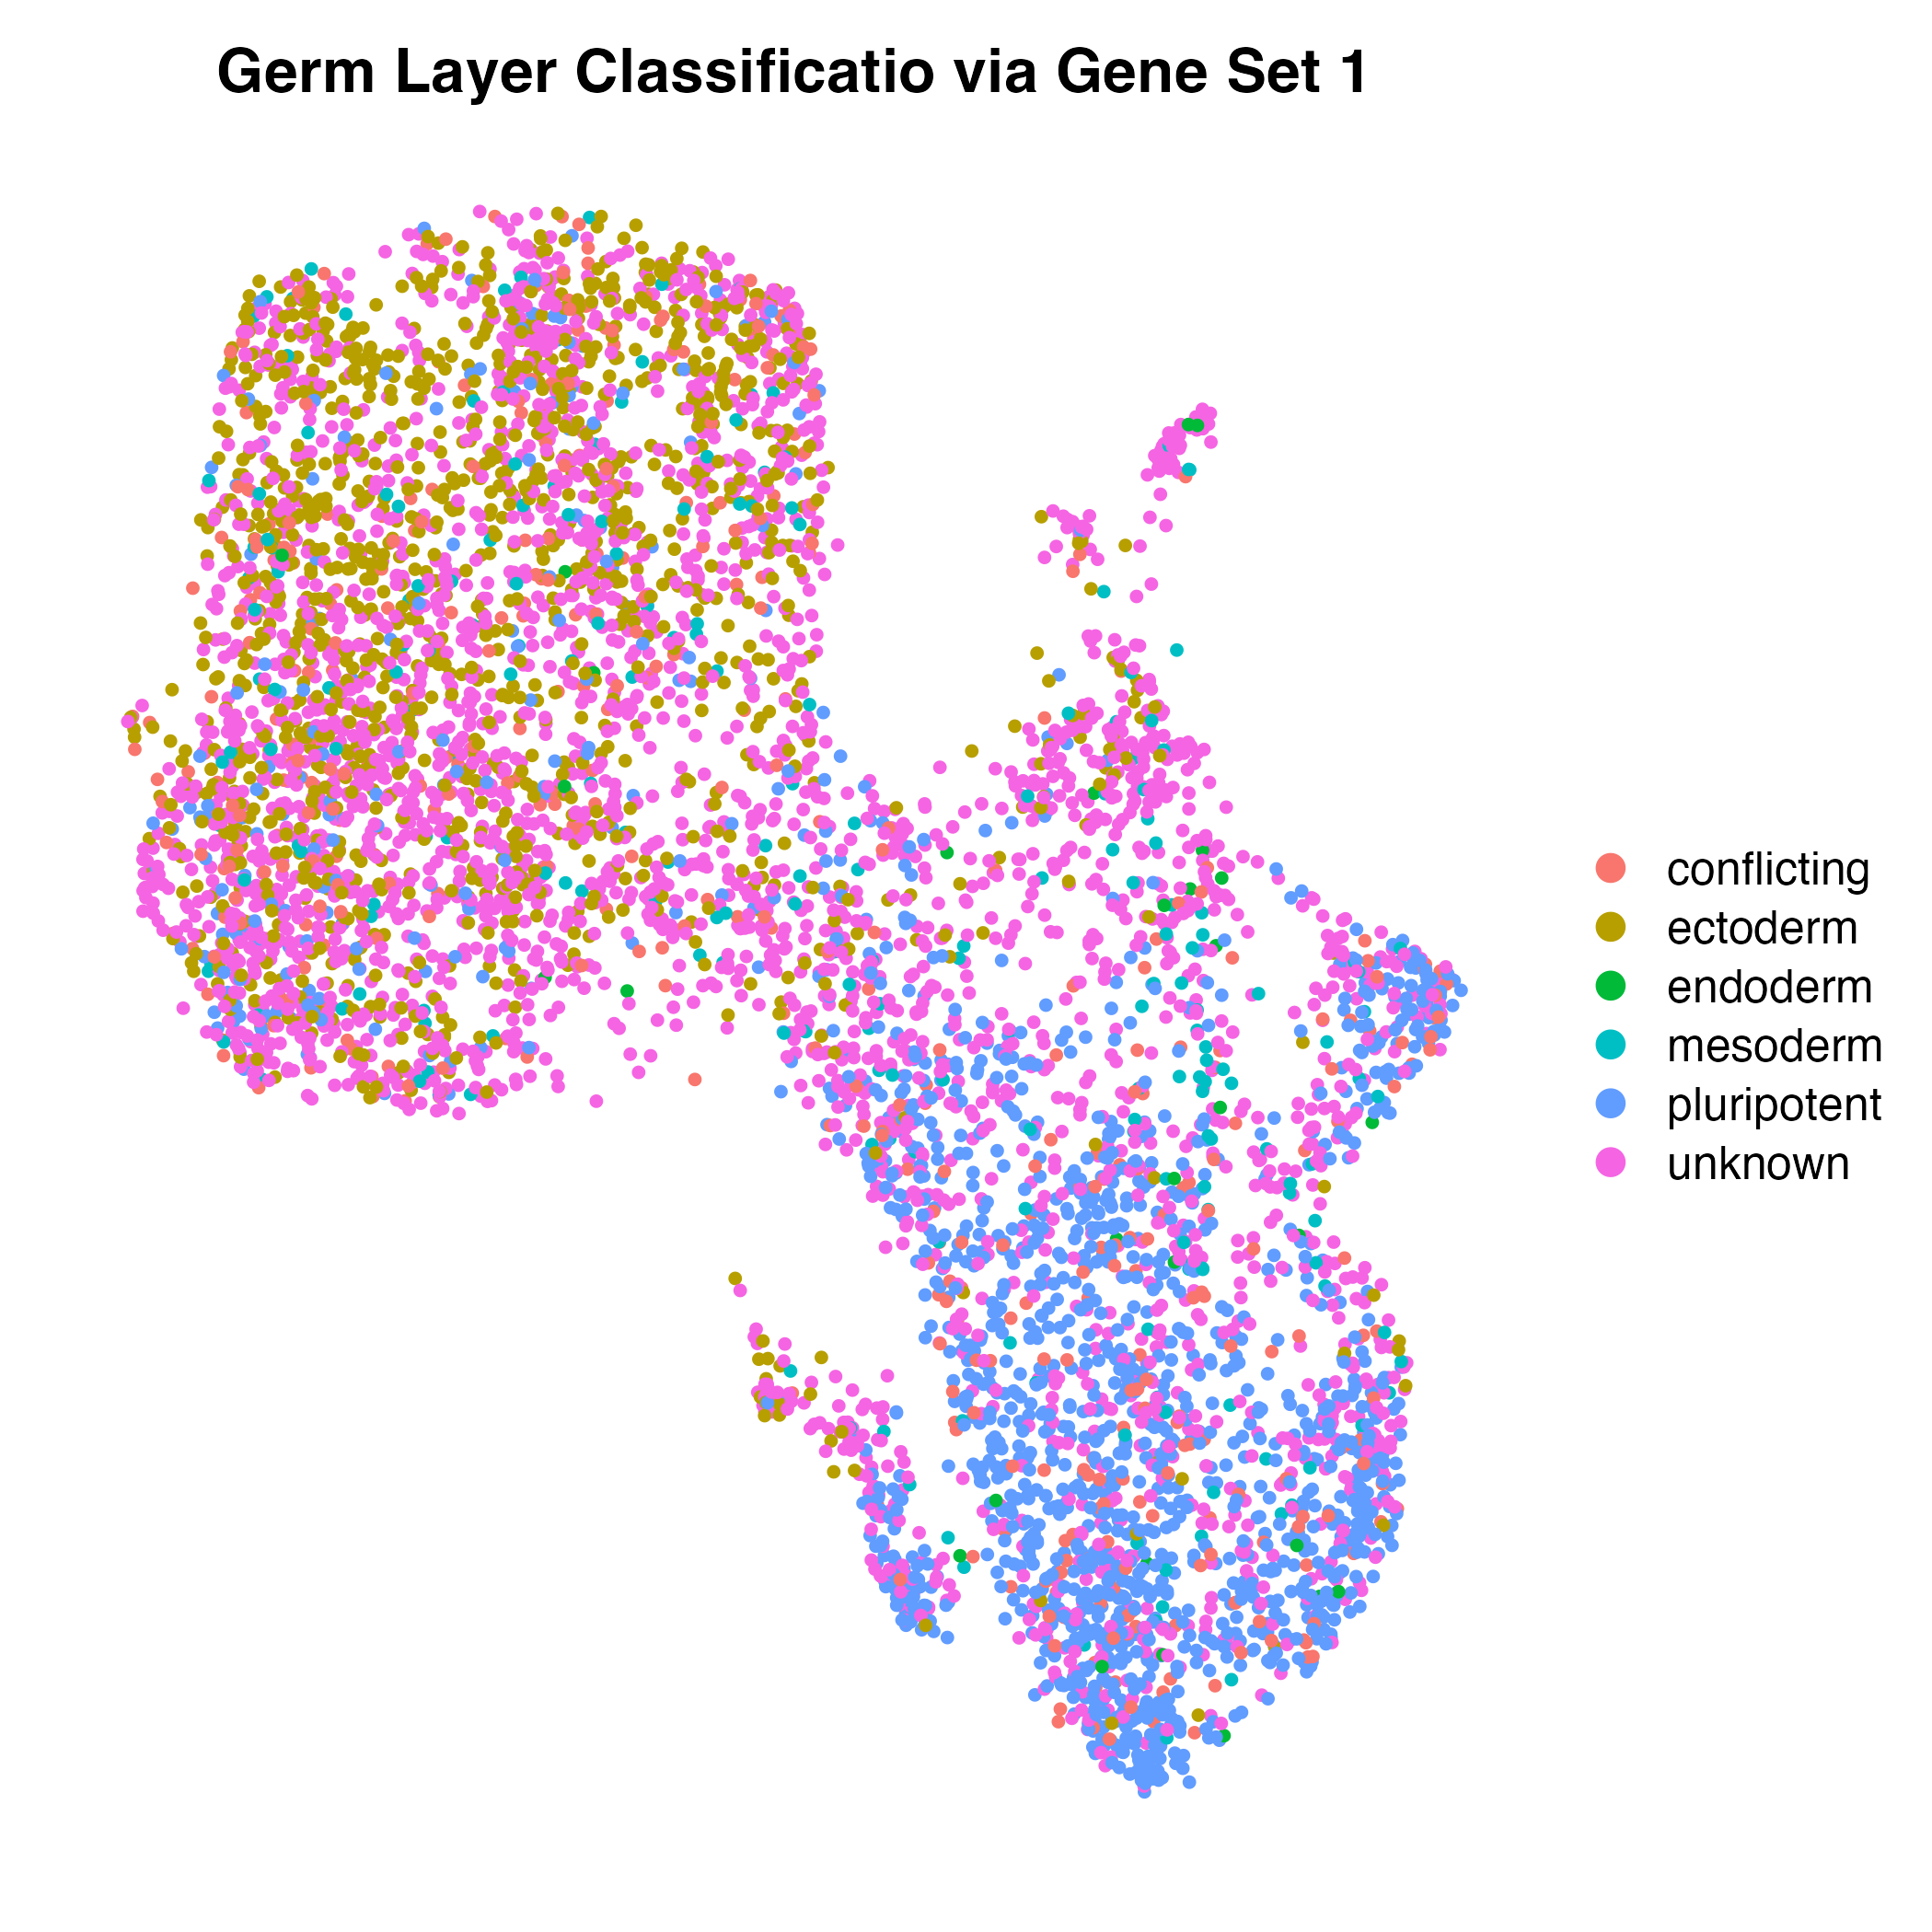 Germ Layer Classificatio via Gene Set 1
conflicting
ectoderm
endoderm
mesoderm
pluripotent
unknown